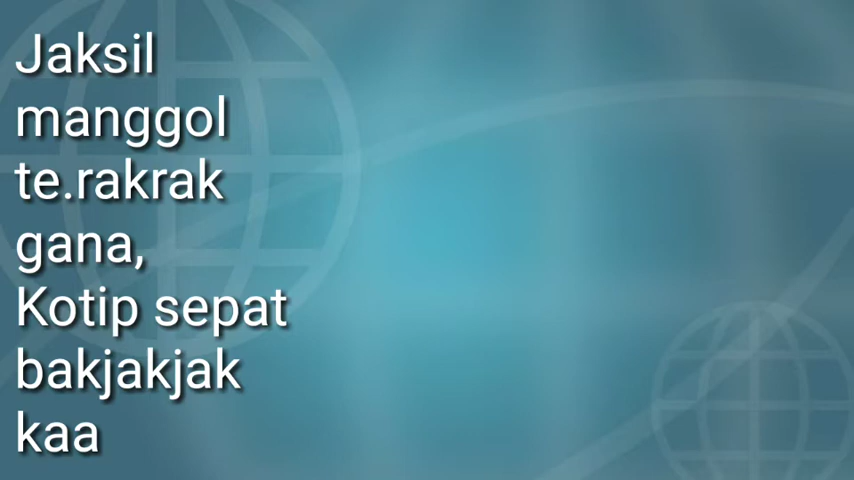 Jaksil
manggol
te.rakrak
gana,
Kotip sepat
bakjakjak
kaa